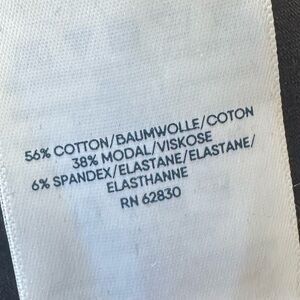 56% COTTON/BAUMWOLLE/COTON
38% MODAL/VISKOSE
6% SPANDEX/ELASTANE/ELASTANE/
ELASTHANNE
RN 62830